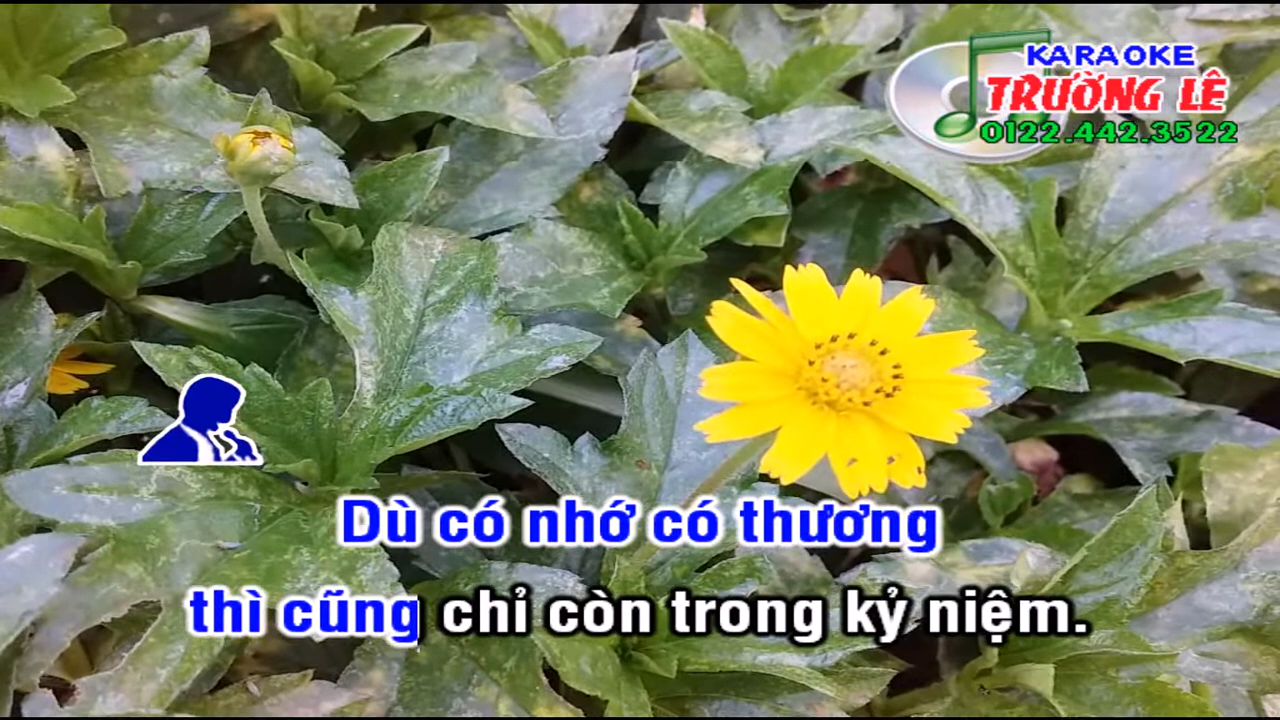 KARAOKE
TRƯỜNG LÊ
0122.442.3522
Dù có nhớ có thương
thì cũng chỉ còn trong kỷ niệm.